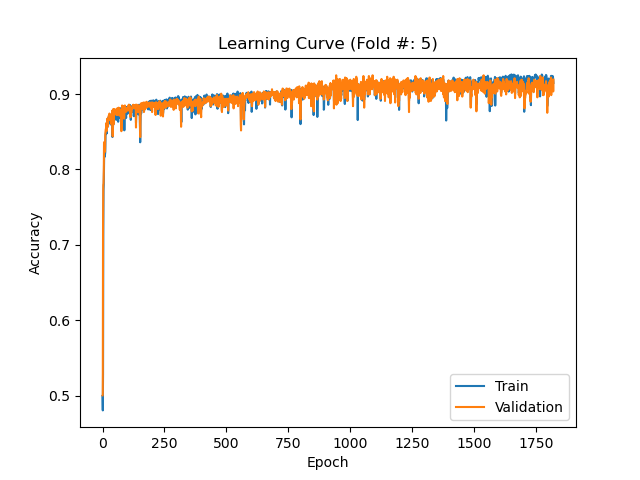 Learning Curve (Fold #: 5)
Accuracy
0.9
0.8
0.7
0.6
0.5
Train
Validation
0 250 500 750 1000 1250 1500 1750
Epoch